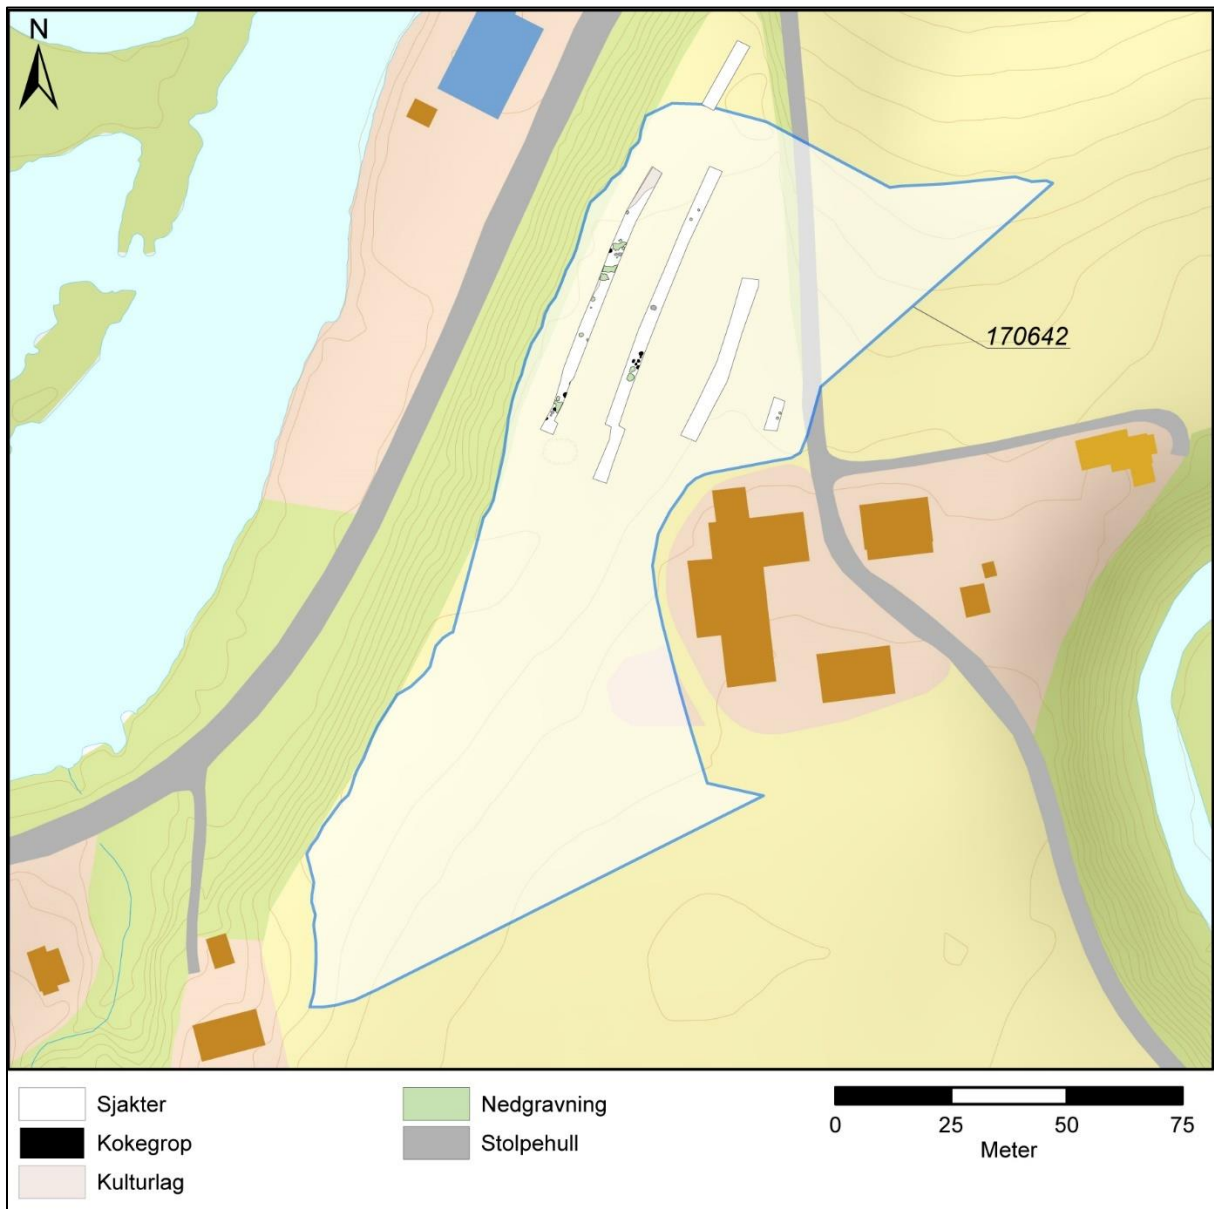 N
170642
Sjakter
Kokegrop
Kulturlag
Nedgravning
Stolpehull
0 25 50 75
Meter